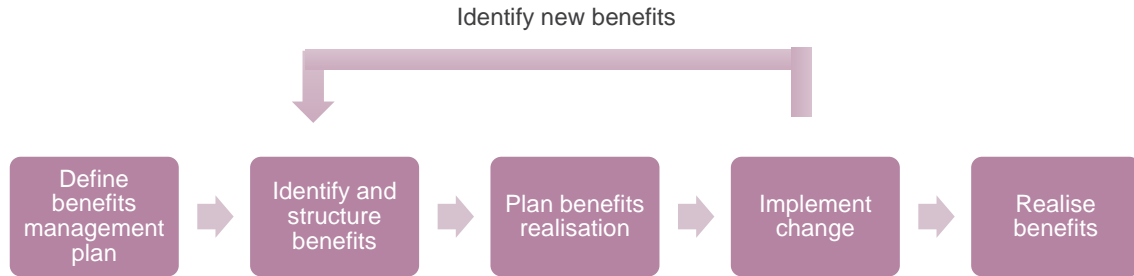 Identify new benefits
Define
benefits
management
plan
Identify and
structure
benefits
Plan benefits
realisation
Implement
change
Realise
benefits